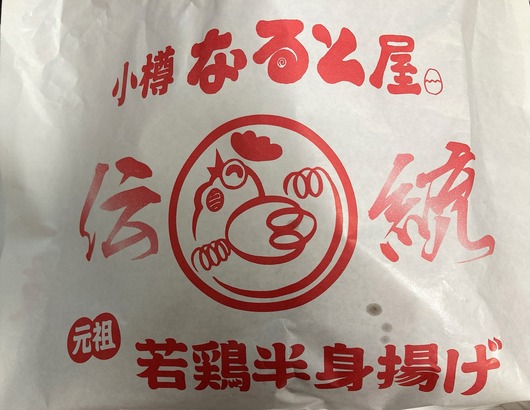 小樽 なると屋
伝 統
元祖 若鶏半身揚げ